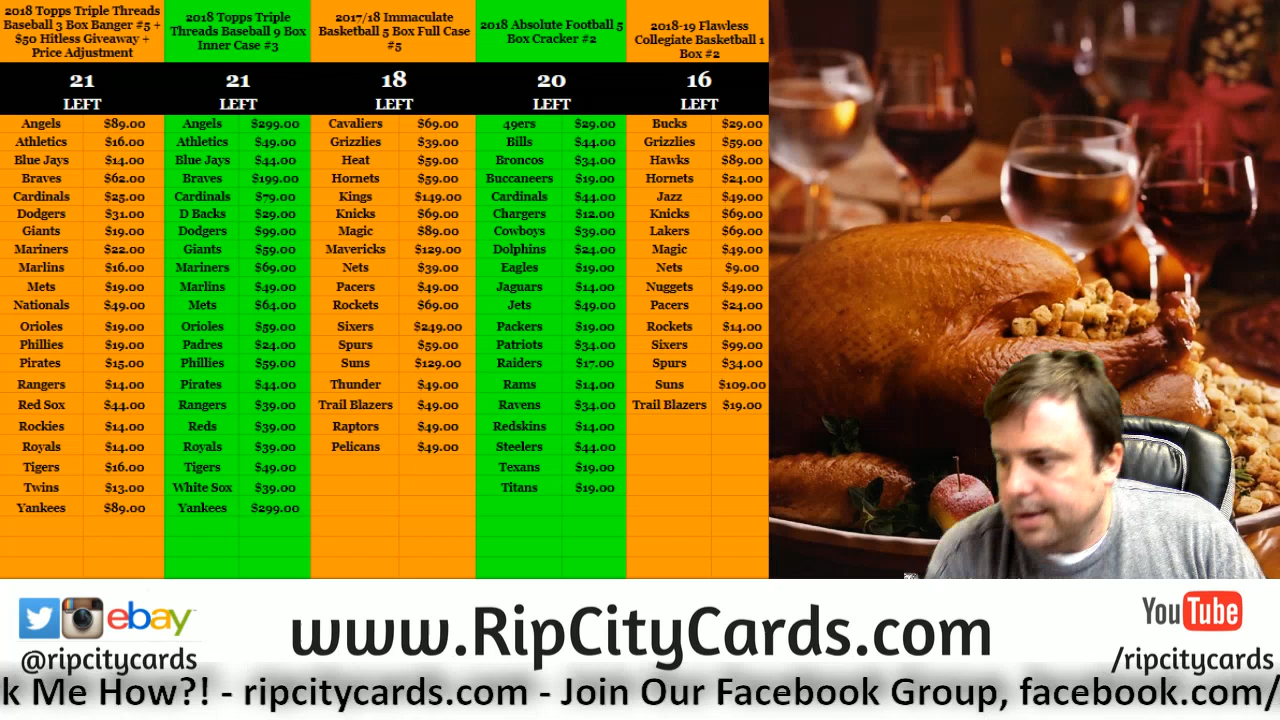 2018 Topps Triple Threads
Baseball 3 Box Banger #5 +
$50 Hitless Giveaway +
Price Adjustment
21
LEFT
Angels $89.00
Athletics $16.00
Blue Jays $14.00
Braves $62.00
Cardinals $25.00
Dodgers $31.00
Giants $19.00
Mariners $22.00
Marlins $16.00
Mets $19.00
Nationals $49.00
Orioles $19.00
Phillies $19.00
Pirates $15.00
Rangers $14.00
Red Sox $44.00
Rockies $14.00
Royals $14.00
Tigers $16.00
Twins $13.00
Yankees $89.00
2018 Topps Triple
Threads Baseball 9 Box
Inner Case #3
21
LEFT
Angels $299.00
Athletics $49.00
Blue Jays $44.00
Braves $199.00
Cardinals $79.00
D Backs $29.00
Dodgers $99.00
Giants $59.00
Mariners $69.00
Marlins $49.00
Mets $64.00
Orioles $59.00
Padres $24.00
Phillies $59.00
Pirates $44.00
Rangers $39.00
Reds $39.00
Royals $39.00
Tigers $49.00
White Sox $39.00
Yankees $299.00
2017/18 Immaculate
Basketball 5 Box Full Case
#5
18
LEFT
Cavaliers $69.00
Grizzlies $39.00
Heat $59.00
Hornets $59.00
Kings $149.00
Knicks $69.00
Magic $89.00
Mavericks $129.00
Nets $39.00
Pacers $49.00
Rockets $69.00
Sixers $249.00
Spurs $59.00
Suns $129.00
Thunder $49.00
Trail Blazers $49.00
Raptors $49.00
Pelicans $49.00
2018 Absolute Football 5
Box Cracker #2
20
LEFT
49ers $29.00
Bills $44.00
Broncos $34.00
Buccaneers $19.00
Cardinals $44.00
Chargers $12.00
Cowboys $39.00
Dolphins $24.00
Eagles $19.00
Jaguars $14.00
Jets $49.00
Packers $19.00
Patriots $34.00
Raiders $17.00
Rams $14.00
Ravens $34.00
Redskins $14.00
Steelers $44.00
Texans $19.00
Titans $19.00
2018-19 Flawless
Collegiate Basketball 1
Box #2
16
LEFT
Bucks $29.00
Grizzlies $59.00
Hawks $89.00
Hornets $24.00
Jazz $49.00
Knicks $69.00
Lakers $69.00
Magic $49.00
Nets $9.00
Nuggets $49.00
Pacers $24.00
Rockets $14.00
Sixers $99.00
Spurs $34.00
Suns $109.00
Trail Blazers $19.00
ebay
@ripcitycards
www.RipCityCards.com
YouTube
/ripcitycards
k Me How?! - ripcitycards.com - Join Our Facebook Group, facebook.com/